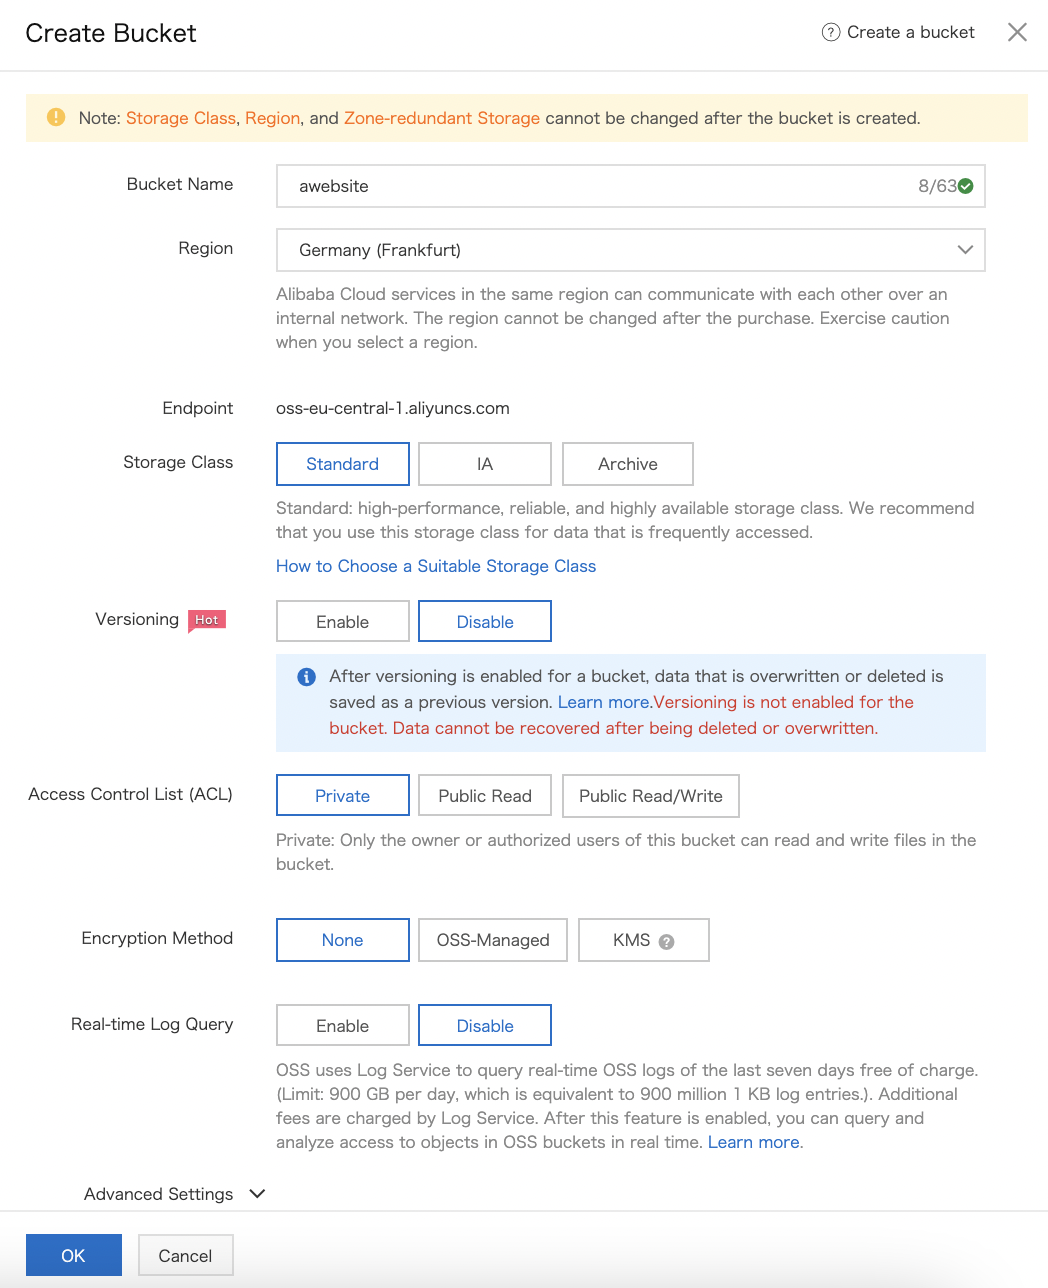 Create Bucket
Create a bucket
Note: Storage Class, Region, and Zone-redundant Storage cannot be changed after the bucket is created.
Bucket Name
awebsite
8/63
Region
Germany (Frankfurt)
Alibaba Cloud services in the same region can communicate with each other over an
internal network. The region cannot be changed after the purchase. Exercise caution
when you select a region.
Endpoint
oss-eu-central-1.aliyuncs.com
Storage Class
Standard
IA
Archive
Standard: high-performance, reliable, and highly available storage class. We recommend
that you use this storage class for data that is frequently accessed.
How to Choose a Suitable Storage Class
Versioning
Hot
Enable
Disable
After versioning is enabled for a bucket, data that is overwritten or deleted is
saved as a previous version. Learn more.Versioning is not enabled for the
bucket. Data cannot be recovered after being deleted or overwritten.
Access Control List (ACL)
Private
Public Read
Public Read/Write
Private: Only the owner or authorized users of this bucket can read and write files in the
bucket.
Encryption Method
None
OSS-Managed
KMS
Real-time Log Query
Enable
Disable
OSS uses Log Service to query real-time OSS logs of the last seven days free of charge.
(Limit: 900 GB per day, which is equivalent to 900 million 1 KB log entries.). Additional
fees are charged by Log Service. After this feature is enabled, you can query and
analyze access to objects in OSS buckets in real time. Learn more.
Advanced Settings
OK
Cancel